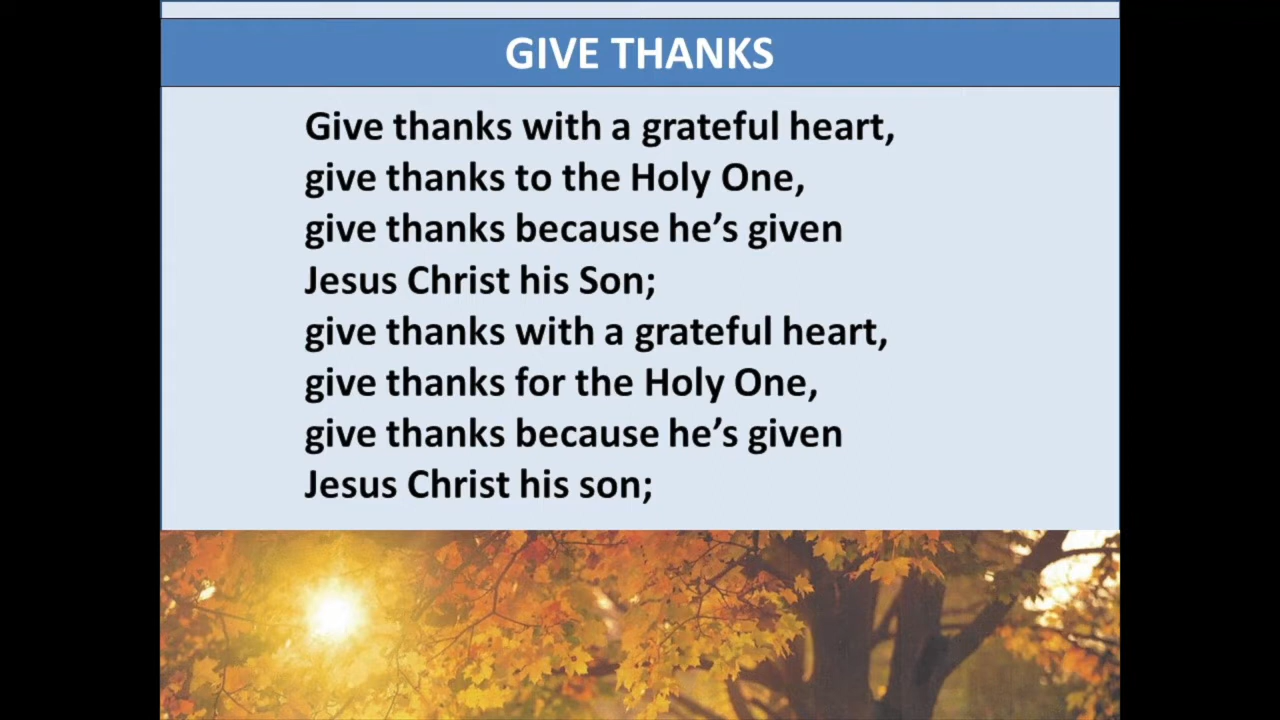 GIVE THANKS
Give thanks with a grateful heart,
give thanks to the Holy One,
give thanks because he’s given
Jesus Christ his Son;
give thanks with a grateful heart,
give thanks for the Holy One,
give thanks because he’s given
Jesus Christ his son;